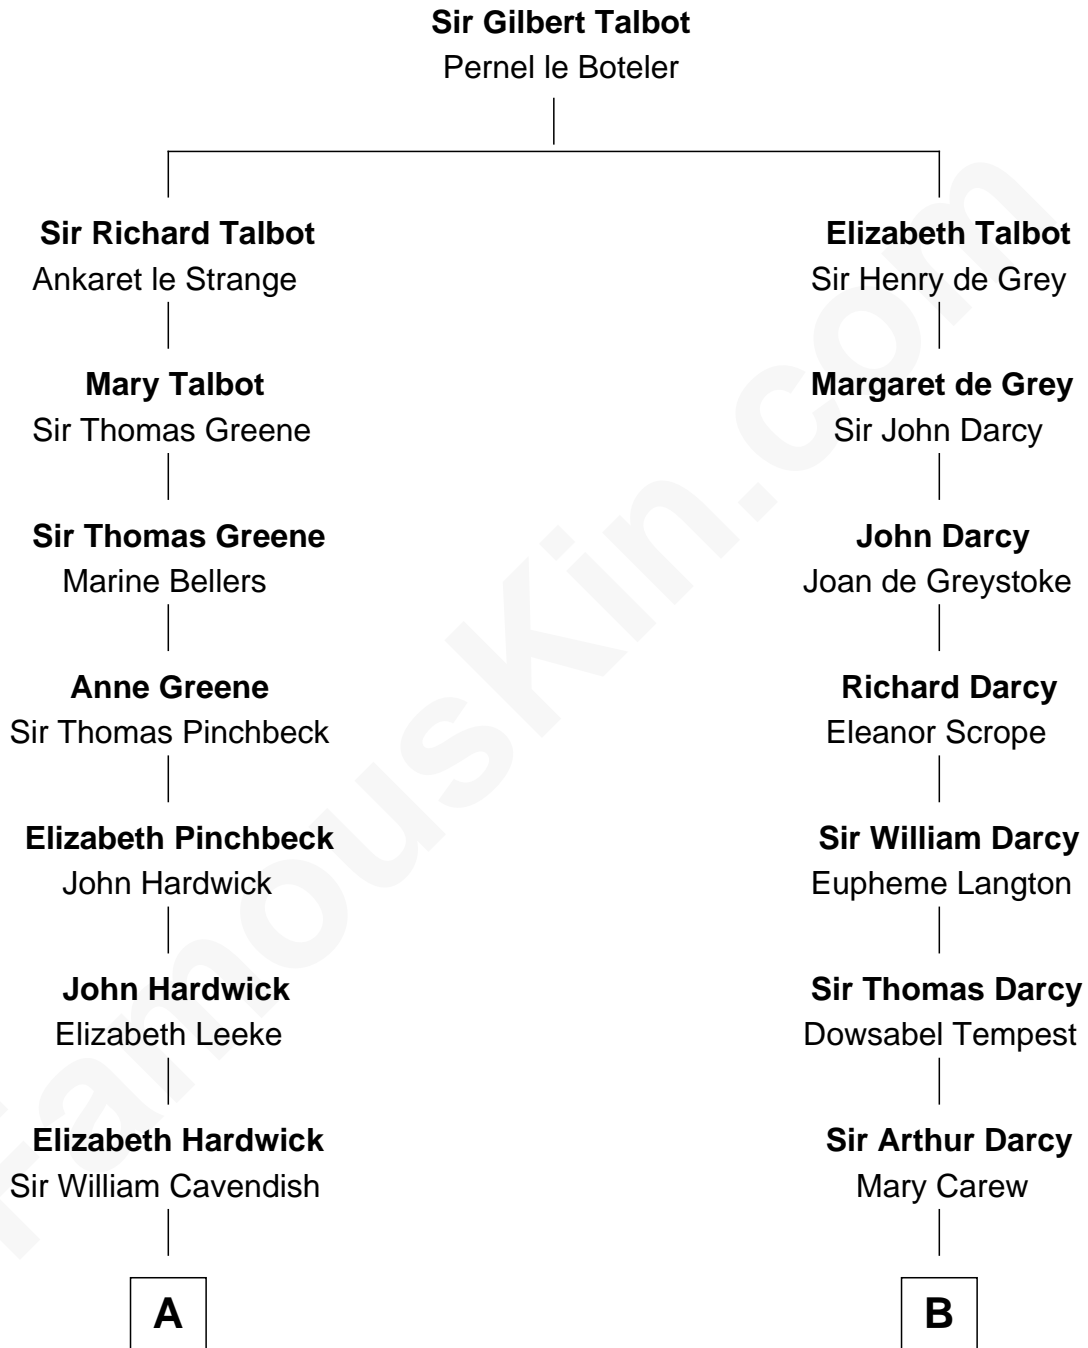 Sir Gilbert Talbot
Pernel le Boteler
Sir Richard Talbot
Ankaret le Strange
Elizabeth Talbot
Sir Henry de Grey
Mary Talbot
Sir Thomas Greene
Margaret de Grey
Sir John Darcy
Sir Thomas Greene
Marine Bellers
John Darcy
Joan de Greystoke
Anne Greene
Sir Thomas Pinchbeck
Richard Darcy
Eleanor Scrope
Elizabeth Pinchbeck
John Hardwick
Sir William Darcy
Eupheme Langton
John Hardwick
Elizabeth Leeke
Sir Thomas Darcy
Dowsabel Tempest
Elizabeth Hardwick
Sir William Cavendish
Sir Arthur Darcy
Mary Carew
A
B
FamousKin.com